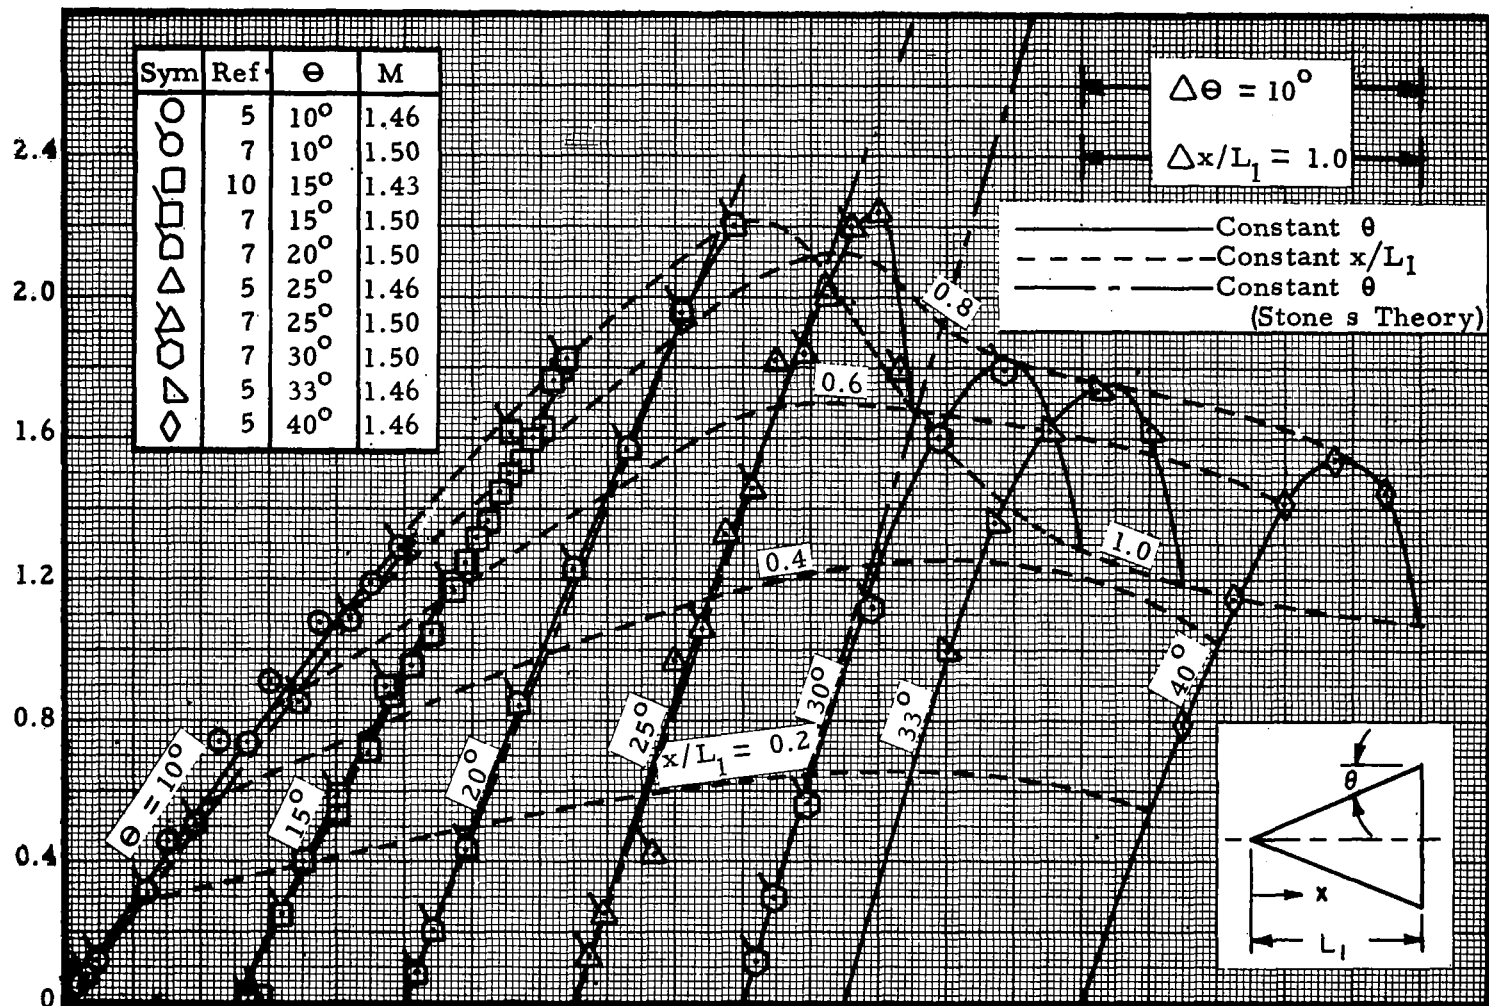 Sym Ref. Θ M
5 10° 1.46
7 10° 1.50
10 15° 1.43
7 15° 1.50
7 20° 1.50
5 25° 1.46
7 25° 1.50
7 30° 1.50
5 33° 1.46
5 40° 1.46
△Θ = 10°
△x/L₁ = 1.0
Constant θ
Constant x/L₁
Constant θ
(Stone s Theory)
2.4
2.0
1.6
1.2
0.8
0.4
0
0.8
0.6
1.0
0.4
x/L₁ = 0.2
Θ = 10°
15°
20°
25°
30°
33°
40°
θ
x
L₁